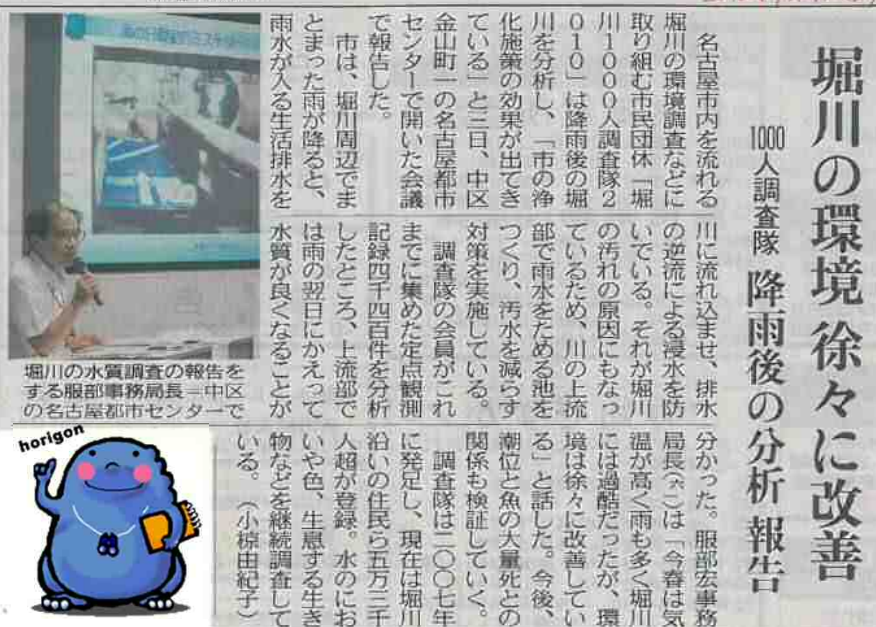 堀川の環境 徐々に改善
1000人調査隊 降雨後の分析 報告
名古屋市内を流れる
堀川の環境調査などに
取り組む市民団体「堀
川1000人調査隊2
010」は降雨後の堀
川を分析し、「市の浄
化施策の効果が出てき
ている」と三日、中区
金山町一の名古屋都市
センターで開いた会議
で報告した。
市は、堀川周辺でま
とまった雨が降ると、
雨水が入る生活排水を
川に流れ込ませ、排水
の逆流による浸水を防
いでいる。それが堀川
の汚れの原因にもなっ
ているため、川の上流
部で雨水をためる池を
つくり、汚水を減らす
対策を実施している。
調査隊の会員がこれ
までに集めた定点観測
記録四千四百件を分析
したところ、上流部で
は雨の翌日にかえって
水質が良くなることが
分かった。服部宏事務
局長は「今春は気
温が高く雨も多く堀川
には過酷だったが、環
境は徐々に改善してい
る」と話した。今後、
潮位と魚の大量死との
関係も検証していく。
調査隊は二〇〇七年
に発足し、現在は堀川
沿いの住民ら五万三千
人超が登録。水のにお
いや色、生息する生き
物などを継続調査して
いる。(小椋由紀子)
堀川の水質調査の報告を
する服部事務局長=中区
の名古屋都市センターで
horigon